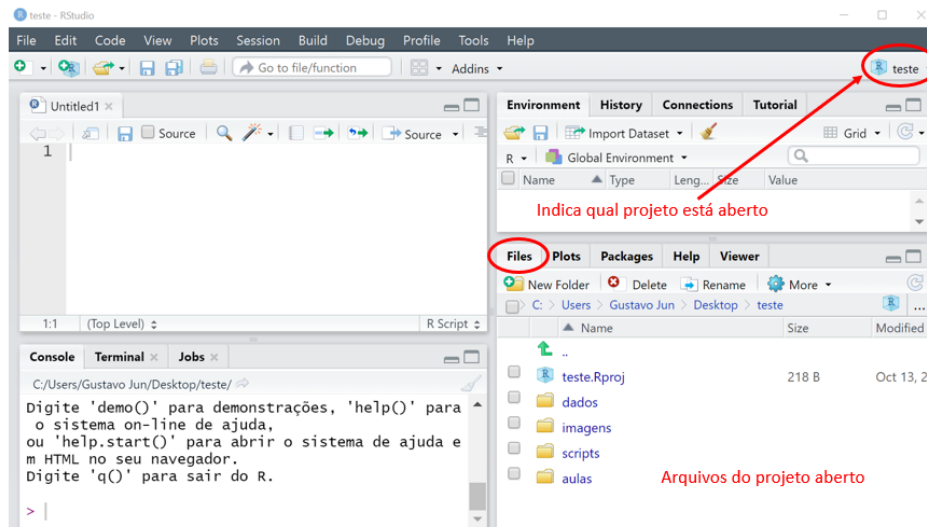 teste - RStudio
File Edit Code View Plots Session Build Debug Profile Tools Help
Go to file/function Addins teste
Untitled1
Source Source
1
1:1 (Top Level) R Script
Console Terminal Jobs
C:/Users/Gustavo Jun/Desktop/teste/
Digite 'demo()' para demonstrações, 'help()' para
o sistema on-line de ajuda,
ou 'help.start()' para abrir o sistema de ajuda e
m HTML no seu navegador.
Digite 'q()' para sair do R.
>
Environment History Connections Tutorial
Import Dataset Grid
R Global Environment
Name Type Leng... Size Value
Indica qual projeto está aberto
Files Plots Packages Help Viewer
New Folder Delete Rename More
C: > Users > Gustavo Jun > Desktop > teste ...
Name Size Modified
..
teste.Rproj 218 B Oct 13, 2
dados
imagens
scripts
aulas
Arquivos do projeto aberto